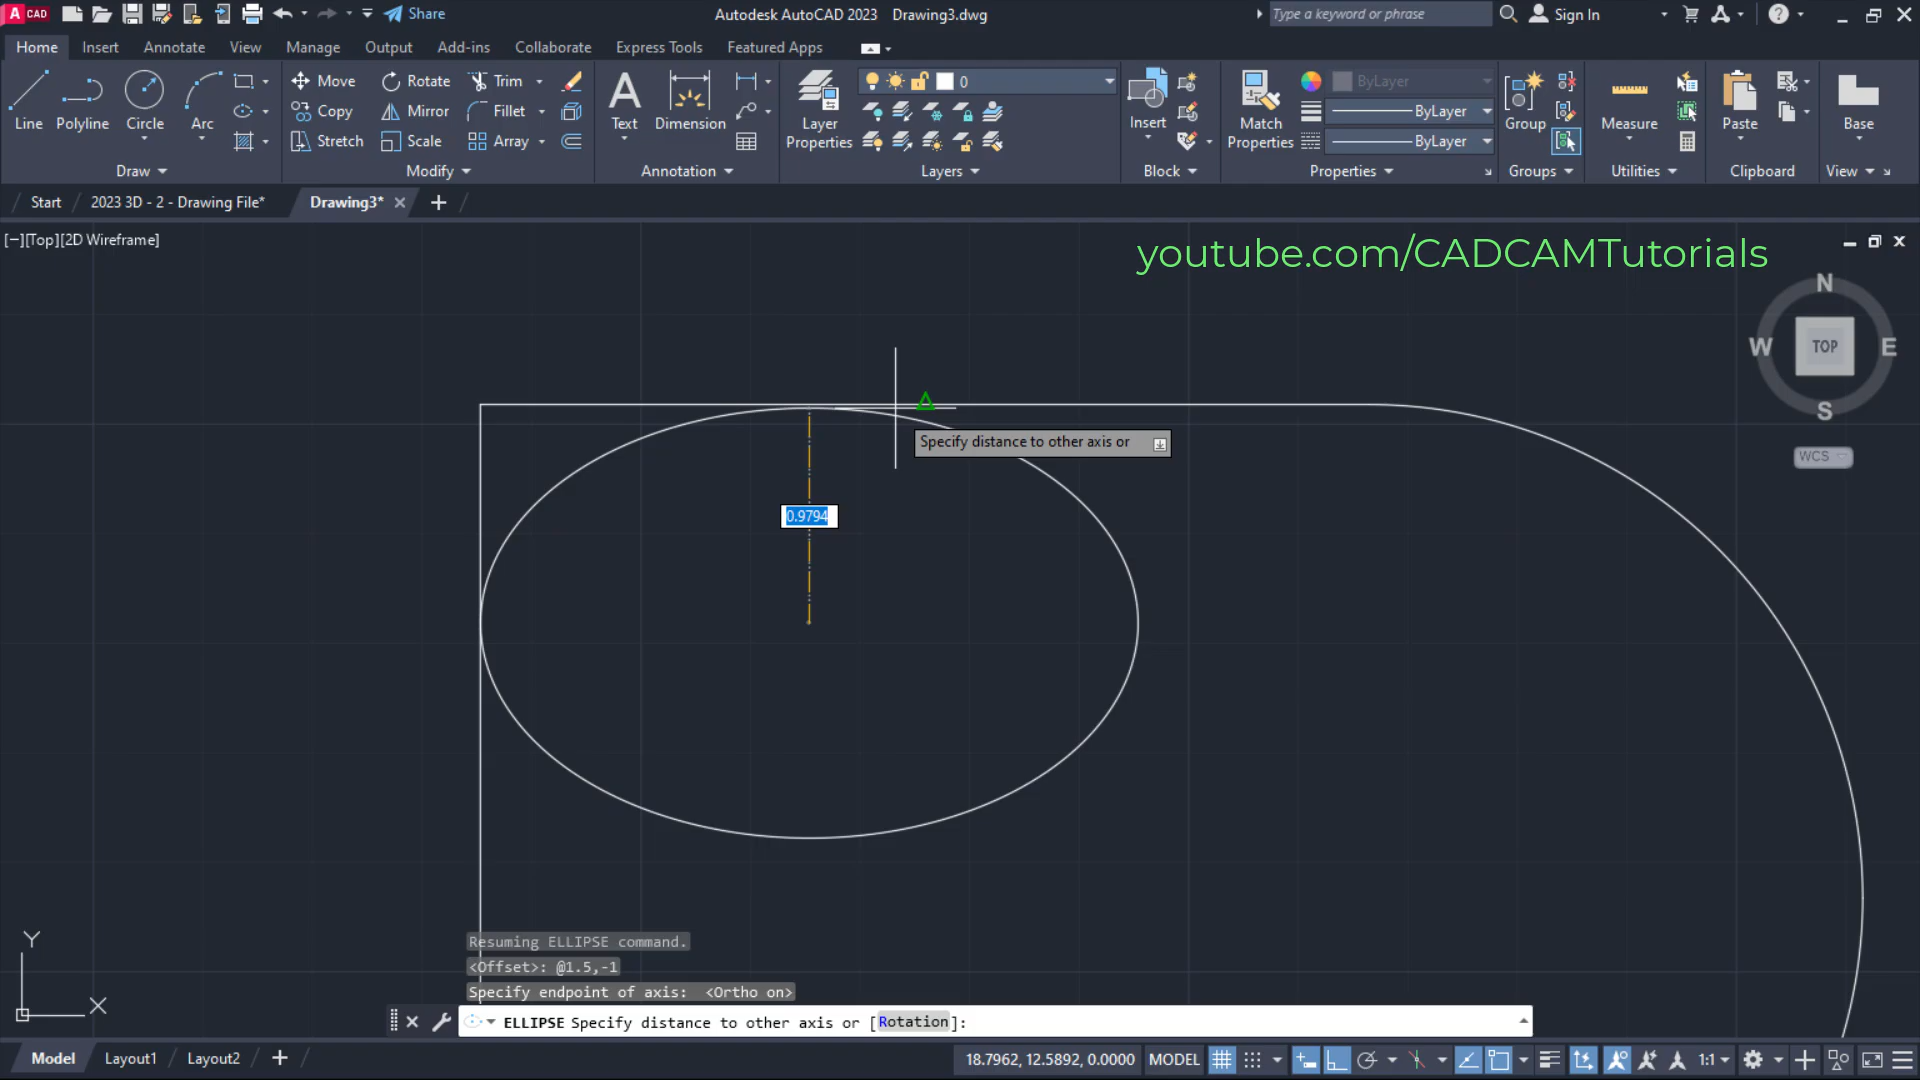 CAD
Share
Autodesk AutoCAD 2023 Drawing3.dwg
Type a keyword or phrase
Sign In
Home Insert Annotate View Manage Output Add-ins Collaborate Express Tools Featured Apps
Line Polyline Circle Arc
Move Rotate Trim
Copy Mirror Fillet
Stretch Scale Array
Text Dimension
Layer Properties
0
Insert
Match Properties
ByLayer
ByLayer
ByLayer
Group
Measure
Paste
Base
Draw Modify Annotation Layers Block Properties Groups Utilities Clipboard View
Start 2023 3D - 2 - Drawing File* Drawing3*
[−][Top][2D Wireframe]
youtube.com/CADCAMTutorials
N
W TOP E
S
WCS
Specify distance to other axis or
0.9794
Y
X
Resuming ELLIPSE command.
<Offset>: @1.5,-1
Specify endpoint of axis: <Ortho on>
ELLIPSE Specify distance to other axis or [Rotation]:
Model Layout1 Layout2
18.7962, 12.5892, 0.0000 MODEL
1:1